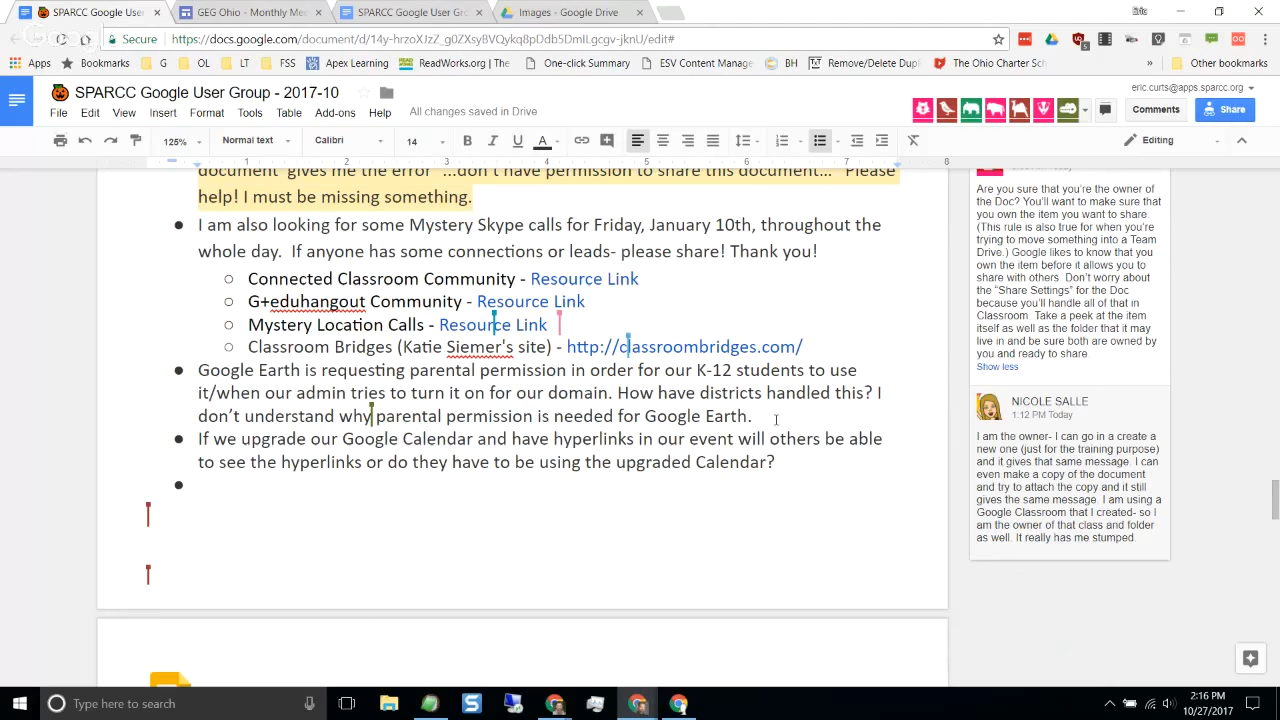 SPARCC Google Use
GEG Ohio - Monthly Me
SPARCC Google User Gro
Images - Google Drive
Secure
https://docs.google.com/document/d/14y-hrzoXJzZ_g0ZXsyBVQykq8pDdb5DmILgcgv-jknU/edit#
Apps
Bookmarks
G
OL
LT
FSS
Apex Learning
ReadWorks.org | The
One-click Summary
ESV Content Manage
BH
Remove/Delete Dup
The Ohio Charter Sch
»
Other bookmarks
SPARCC Google User Group - 2017-10
eric.curts@apps.sparcc.org
File Edit View Insert Format Tools Table Add-ons Help
All changes saved in Drive
Comments
Share
125%
Normal text
Calibri
14
B I U A
Editing
1 2 3 4 5 6 7 8
document" gives me the error "...don't have permission to share this document..." Please
help! I must be missing something.
● I am also looking for some Mystery Skype calls for Friday, January 10th, throughout the
whole day. If anyone has some connections or leads- please share! Thank you!
○ Connected Classroom Community - Resource Link
○ G+eduhangout Community - Resource Link
○ Mystery Location Calls - Resource Link
○ Classroom Bridges (Katie Siemer's site) - http://classroombridges.com/
● Google Earth is requesting parental permission in order for our K-12 students to use
it/when our admin tries to turn it on for our domain. How have districts handled this? I
don't understand why parental permission is needed for Google Earth.
● If we upgrade our Google Calendar and have hyperlinks in our event will others be able
to see the hyperlinks or do they have to be using the upgraded Calendar?
●
Are you sure that you're the owner of
the Doc? You'll want to make sure that
you own the item you want to share.
(This rule is also true for when you're
trying to move something into a Team
Drive.) Google likes to know that you
own the item before it allows you to
share with others. Don't worry about
the "Share Settings" for the Doc
because you'll handle all of that in
Classroom. Take a peek at the item
itself as well as the folder that it may
live in and be sure both are owned by
you and ready to share.
Show less
NICOLE SALLE
1:12 PM Today
I am the owner- I can go in a create a
new one (just for the training purpose)
and it gives that same message. I can
even make a copy of the document
and try to attach the copy and it still
gives the same message. I am using a
Google Classroom that I created- so I
am the owner of that class and folder
as well. It really has me stumped.
Type here to search
2:16 PM
10/27/2017